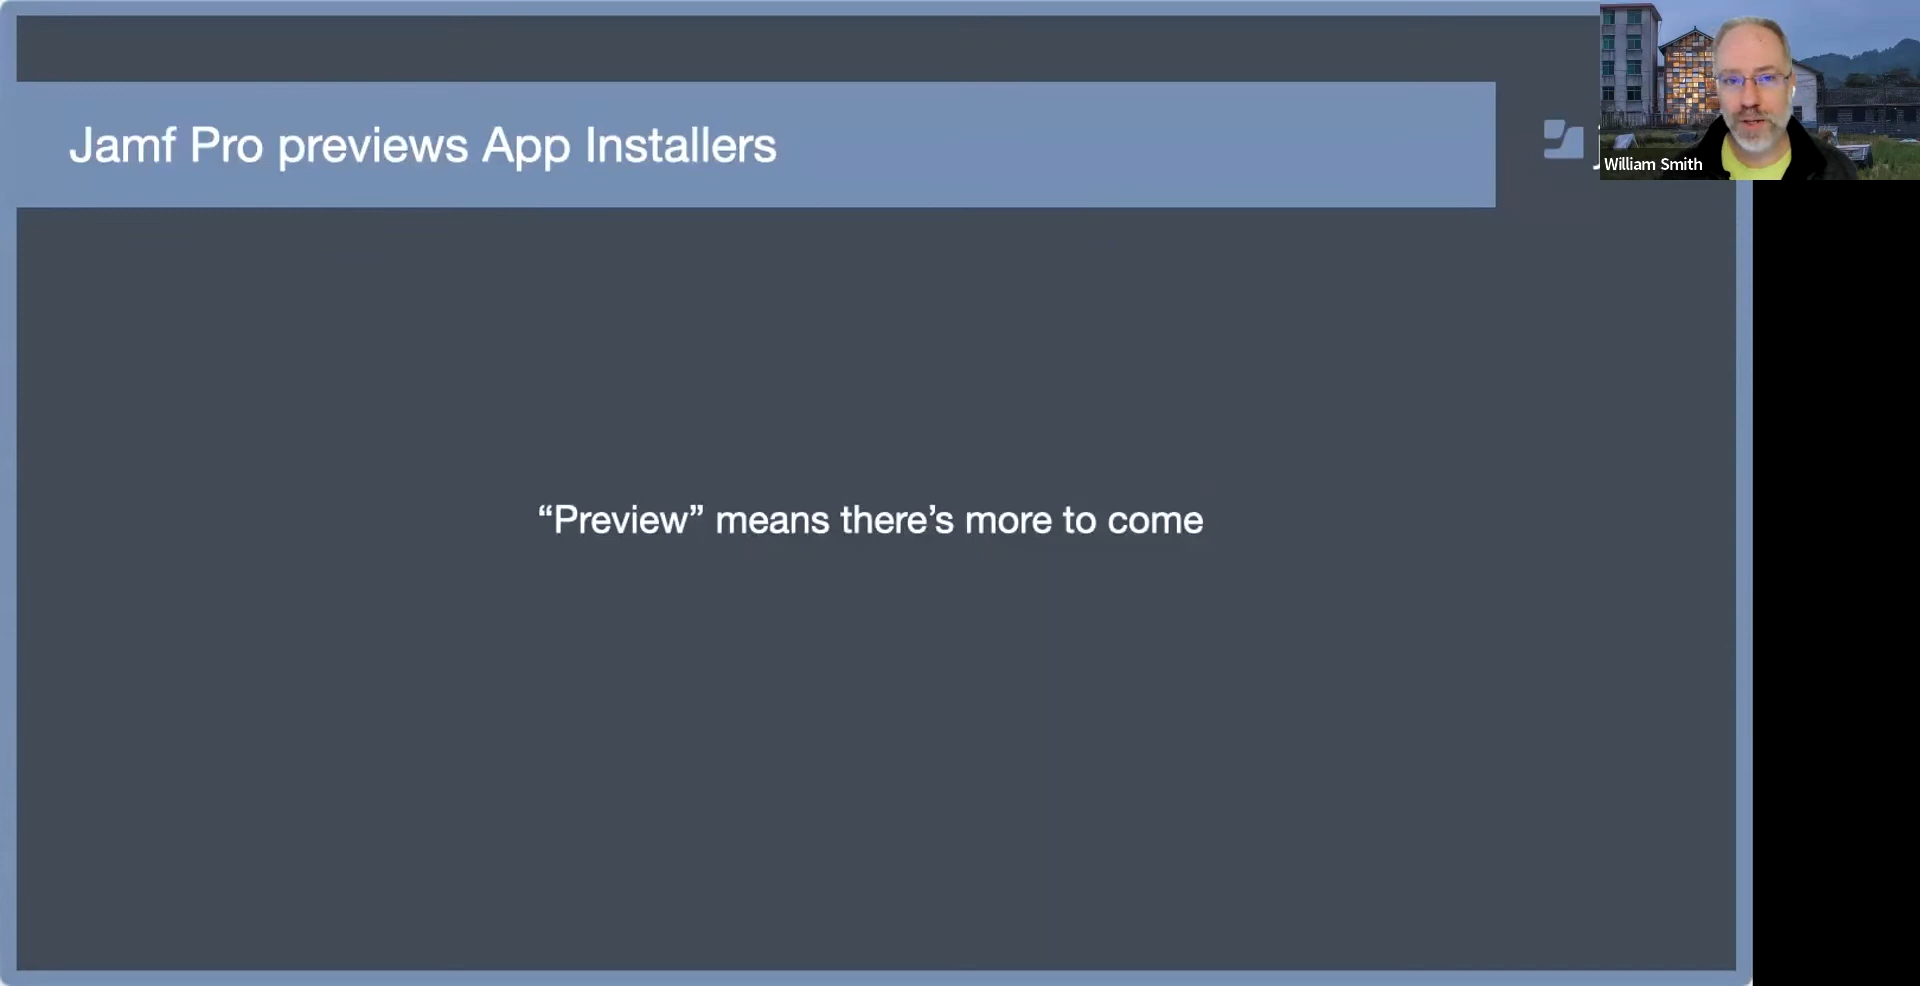 Jamf Pro previews App Installers
William Smith
“Preview” means there’s more to come